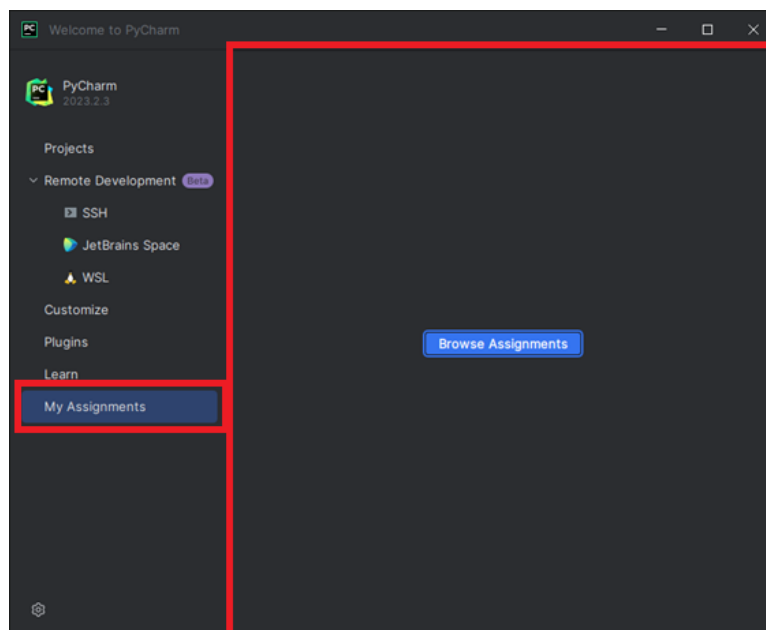 Welcome to PyCharm
PyCharm
2023.2.3
Projects
Remote Development Beta
SSH
JetBrains Space
WSL
Customize
Plugins
Learn
My Assignments
Browse Assignments